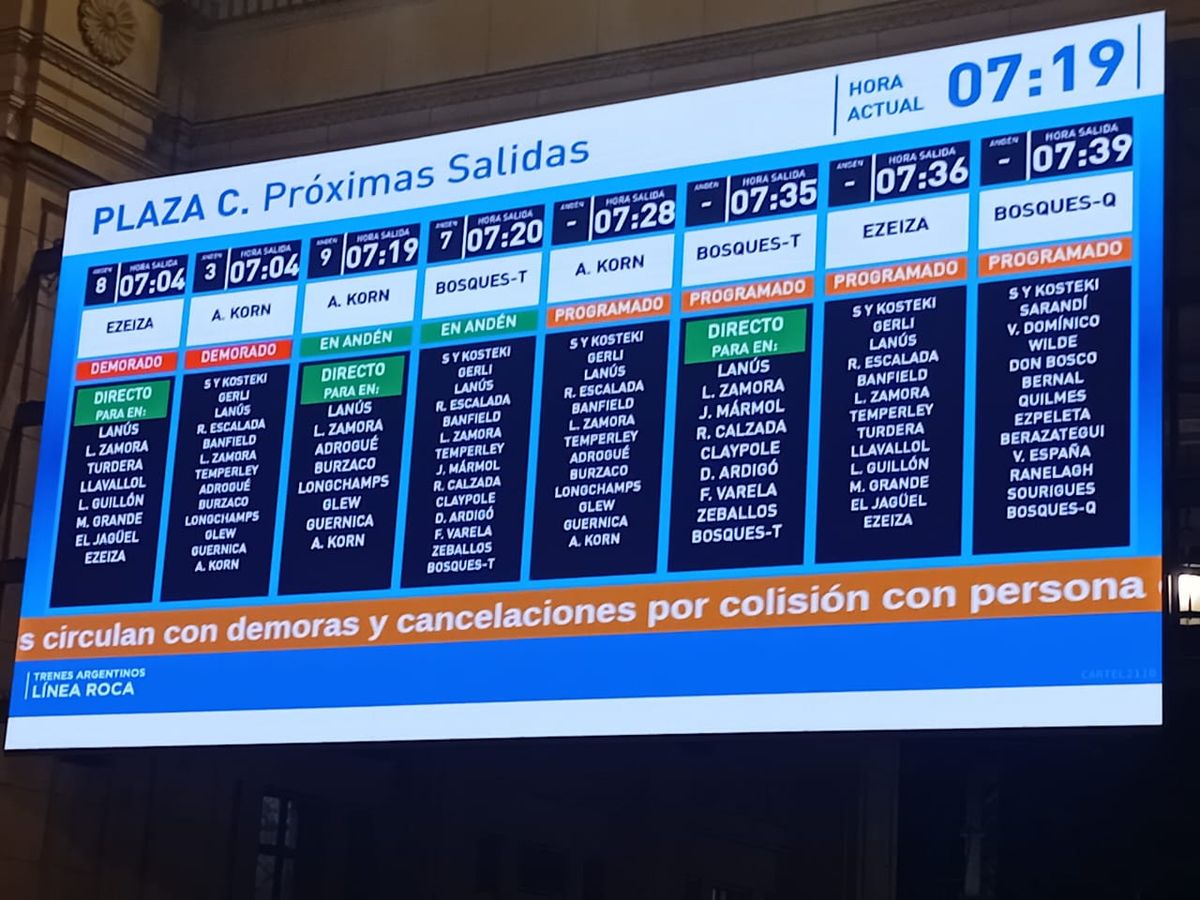 PLAZA C. Próximas Salidas
HORA
ACTUAL
07:19
ANDÉN HORA SALIDA
8 07:04
EZEIZA
DEMORADO
DIRECTO
PARA EN:
LANÚS
L. ZAMORA
TURDERA
LLAVALLOL
L. GUILLÓN
M. GRANDE
EL JAGÜEL
EZEIZA
ANDÉN HORA SALIDA
3 07:04
A. KORN
DEMORADO
S Y KOSTEKI
GERLI
LANÚS
R. ESCALADA
BANFIELD
L. ZAMORA
TEMPERLEY
ADROGUÉ
BURZACO
LONGCHAMPS
GLEW
GUERNICA
A. KORN
ANDÉN HORA SALIDA
9 07:19
A. KORN
EN ANDÉN
DIRECTO
PARA EN:
LANÚS
L. ZAMORA
ADROGUÉ
BURZACO
LONGCHAMPS
GLEW
GUERNICA
A. KORN
ANDÉN HORA SALIDA
7 07:20
BOSQUES-T
EN ANDÉN
S Y KOSTEKI
GERLI
LANÚS
R. ESCALADA
BANFIELD
L. ZAMORA
TEMPERLEY
J. MÁRMOL
R. CALZADA
CLAYPOLE
D. ARDIGÓ
F. VARELA
ZEBALLOS
BOSQUES-T
ANDÉN HORA SALIDA
- 07:28
A. KORN
PROGRAMADO
S Y KOSTEKI
GERLI
LANÚS
R. ESCALADA
BANFIELD
L. ZAMORA
TEMPERLEY
ADROGUÉ
BURZACO
LONGCHAMPS
GLEW
GUERNICA
A. KORN
ANDÉN HORA SALIDA
- 07:35
BOSQUES-T
PROGRAMADO
DIRECTO
PARA EN:
LANÚS
L. ZAMORA
J. MÁRMOL
R. CALZADA
CLAYPOLE
D. ARDIGÓ
F. VARELA
ZEBALLOS
BOSQUES-T
ANDÉN HORA SALIDA
- 07:36
EZEIZA
PROGRAMADO
S Y KOSTEKI
GERLI
LANÚS
R. ESCALADA
BANFIELD
L. ZAMORA
TEMPERLEY
TURDERA
LLAVALLOL
L. GUILLÓN
M. GRANDE
EL JAGÜEL
EZEIZA
ANDÉN HORA SALIDA
- 07:39
BOSQUES-Q
PROGRAMADO
S Y KOSTEKI
SARANDÍ
V. DOMÍNICO
WILDE
DON BOSCO
BERNAL
QUILMES
EZPELETA
BERAZATEGUI
V. ESPAÑA
RANELAGH
SOURIGUES
BOSQUES-Q
s circulan con demoras y cancelaciones por colisión con persona
TRENES ARGENTINOS
LÍNEA ROCA